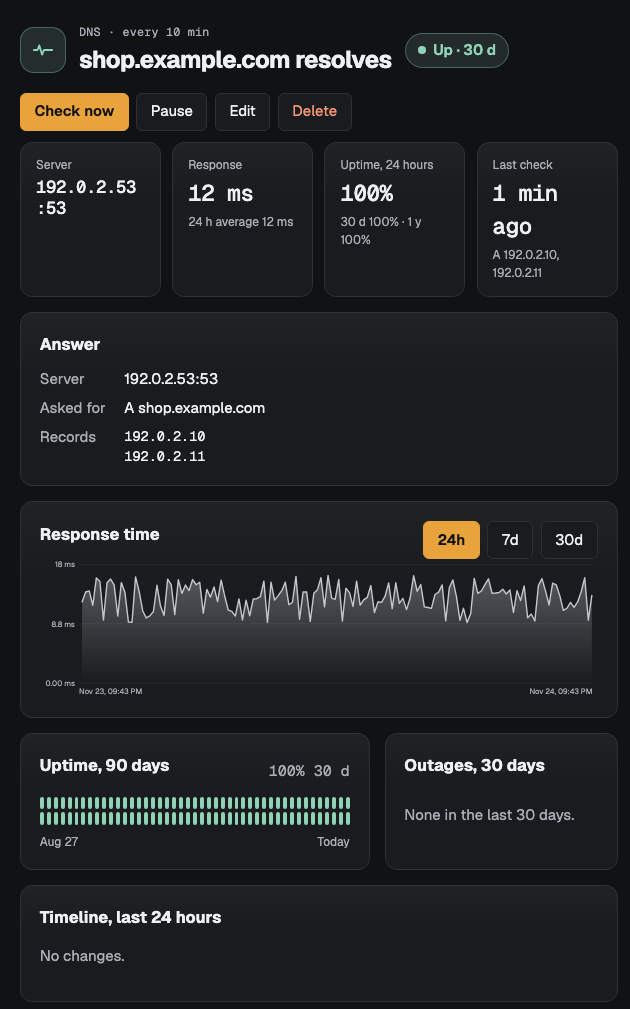 DNS · every 10 min
shop.example.com resolves
Up · 30 d
Check now
Pause
Edit
Delete
Server
192.0.2.53
:53
Response
12 ms
24 h average 12 ms
Uptime, 24 hours
100%
30 d 100% · 1 y
100%
Last check
1 min
ago
A 192.0.2.10,
192.0.2.11
Answer
Server 192.0.2.53:53
Asked for A shop.example.com
Records 192.0.2.10
192.0.2.11
Response time
24h
7d
30d
18 ms
8.8 ms
0.00 ms
Nov 23, 09:43 PM
Nov 24, 09:43 PM
Uptime, 90 days
100% 30 d
Aug 27
Today
Outages, 30 days
None in the last 30 days.
Timeline, last 24 hours
No changes.